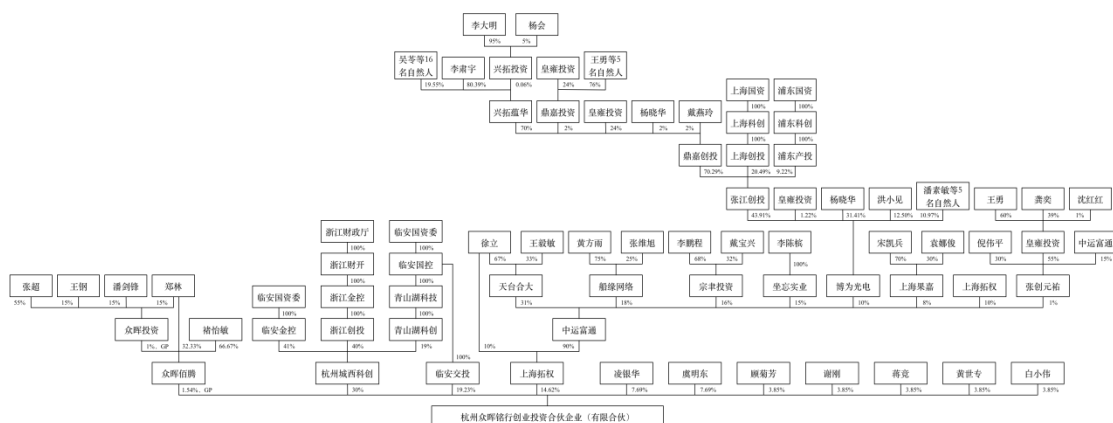 李大明 杨会
95% 5%
吴苓等16名自然人 李肃宇 兴拓投资 皇雍投资 王勇等5名自然人
19.55% 80.39% 0.06% 24% 76%
上海国资 浦东国资
100% 100%
兴拓蕴华 鼎嘉投资 皇雍投资 杨晓华 戴燕玲 上海科创 浦东科创
70% 2% 24% 2% 2% 100% 100%
鼎嘉创投 上海创投 浦东产投
70.29% 20.49% 9.22%
张江创投 皇雍投资 杨晓华 洪小见 潘素敏等5名自然人 王勇 龚奕 沈红红
43.91% 1.22% 31.41% 12.50% 10.97% 60% 39% 1%
浙江财政厅 临安国资委 徐立 王毅敏 黄方雨 张维旭 李鹏程 戴宝兴 李陈槟 宋凯兵 袁娜俊 倪伟平 皇雍投资 中运富通
100% 100% 67% 33% 75% 25% 68% 32% 100% 70% 30% 30% 55% 15%
张超 王钢 潘剑锋 郑林 浙江财开 临安国控
55% 15% 15% 15% 100% 100%
临安国资委 浙江金控 青山湖科技 天台合大 船缘网络 宗聿投资 坐忘实业 博为光电 上海果嘉 上海拓权 张创元祐
100% 100% 100% 31% 18% 16% 15% 10% 8% 10% 1%
众晖投资 褚怡敏 临安金控 浙江创投 青山湖科创 中运富通
1%、GP 32.33% 66.67% 41% 40% 19% 100% 10% 90%
众晖佰腾 杭州城西科创 临安交投 上海拓权 凌银华 虞明东 顾菊芳 谢刚 蒋竞 黄世专 白小伟
1.54%、GP 30% 19.23% 14.62% 7.69% 7.69% 3.85% 3.85% 3.85% 3.85% 3.85%
杭州众晖铭行创业投资合伙企业（有限合伙）